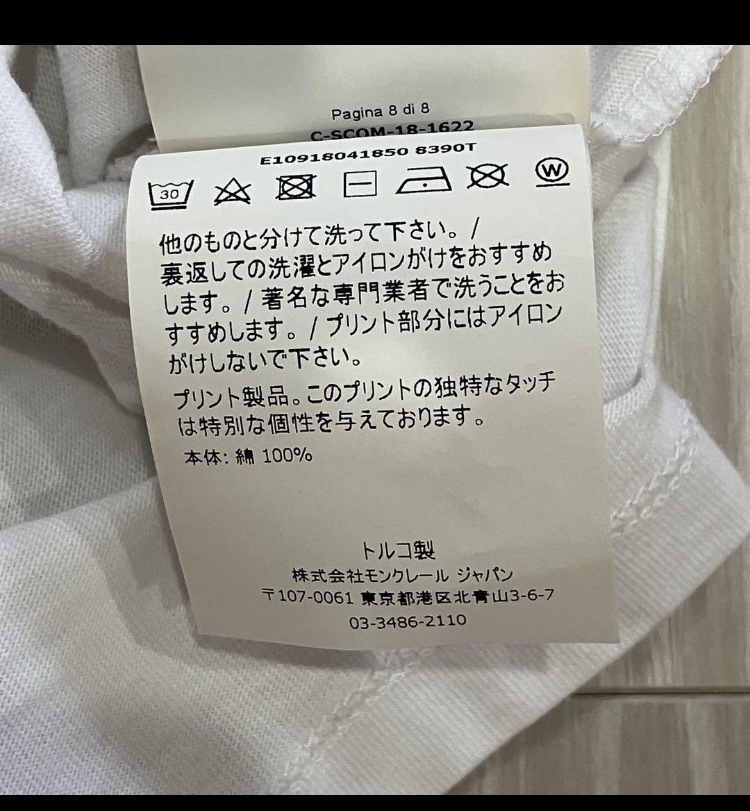 Pagina 8 di 8
C-SCOM-18-1622
E10918041850 8390T
30
W
他のものと分けて洗って下さい。/
裏返しての洗濯とアイロンがけをおすすめ
します。/ 著名な専門業者で洗うことをお
すすめします。/ プリント部分にはアイロン
がけしないで下さい。
プリント製品。このプリントの独特なタッチ
は特別な個性を与えております。
本体: 綿 100%
トルコ製
株式会社モンクレール ジャパン
〒107-0061 東京都港区北青山3-6-7
03-3486-2110